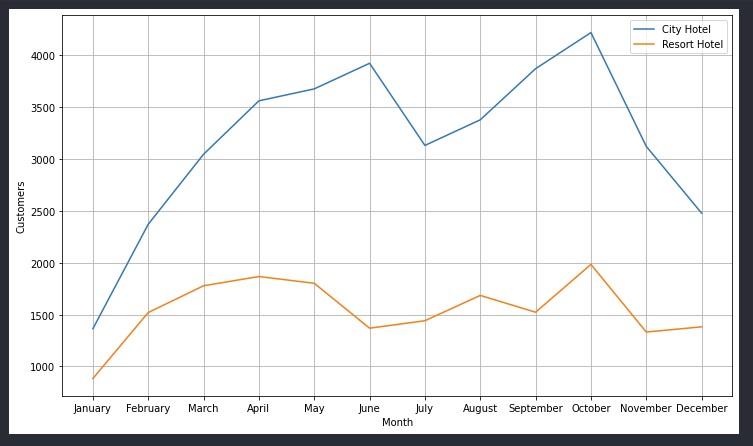 City Hotel
Resort Hotel
4000
3500
3000
2500
2000
1500
1000
Customers
January February March April May June July August September October November December
Month